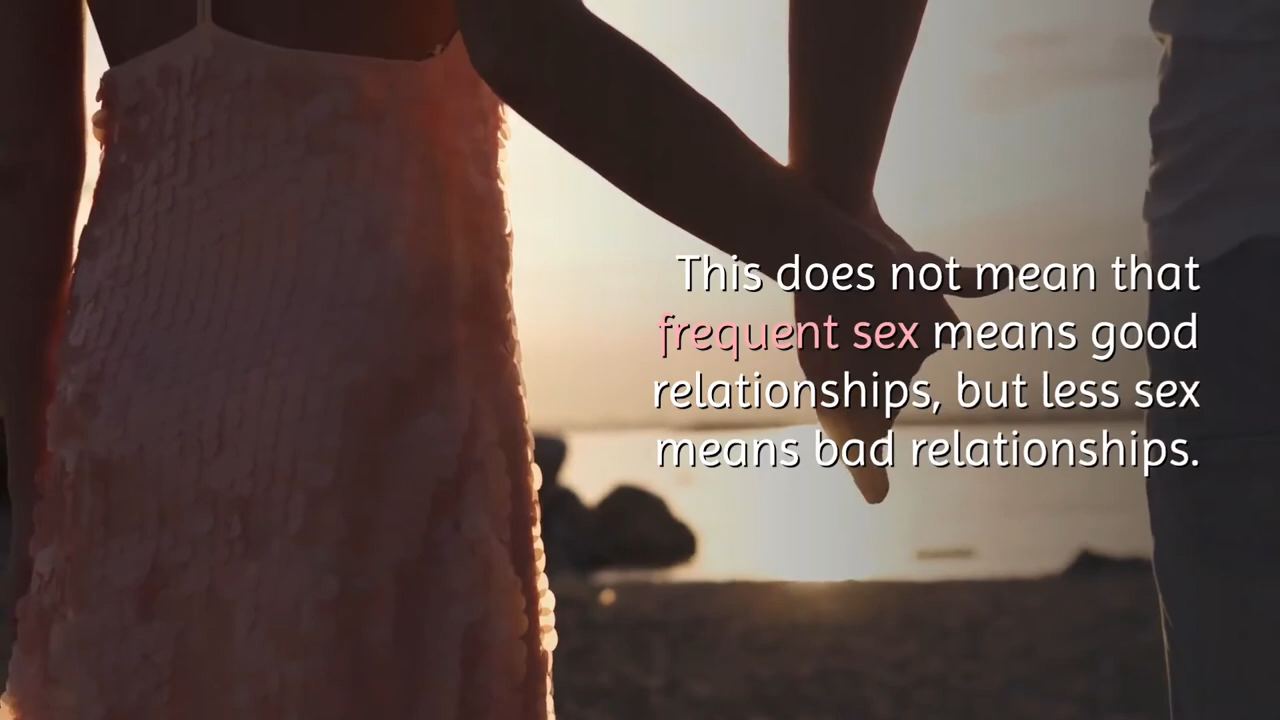 This does not mean that
frequent sex means good
relationships, but less sex
means bad relationships.